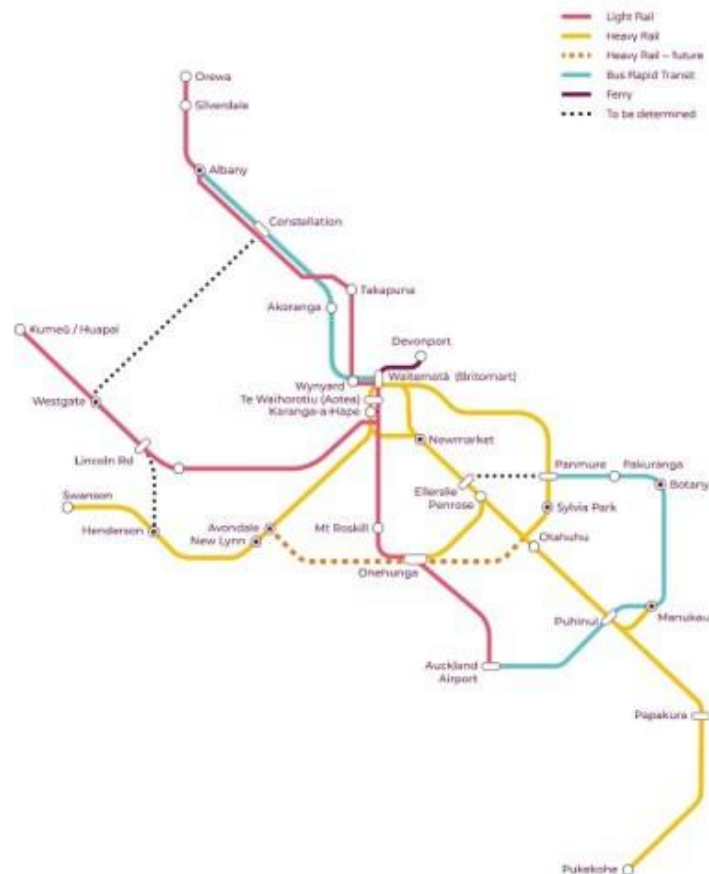 Light Rail
Heavy Rail
Heavy Rail – future
Bus Rapid Transit
Ferry
To be determined
Orewa
Silverdale
Albany
Constellation
Takapuna
Akoranga
Kumeū / Huapai
Devonport
Waitematā (Britomart)
Wynyard
Te Waihorotiu (Aotea)
Westgate
Karanga-a-Hape
Newmarket
Lincoln Rd
Panmure
Pakuranga
Swanson
Ellerslie
Botany
Penrose
Sylvia Park
Henderson
Avondale
Mt Roskill
New Lynn
Otahuhu
Onehunga
Puhinui
Manukau
Auckland
Airport
Papakura
Pukekohe